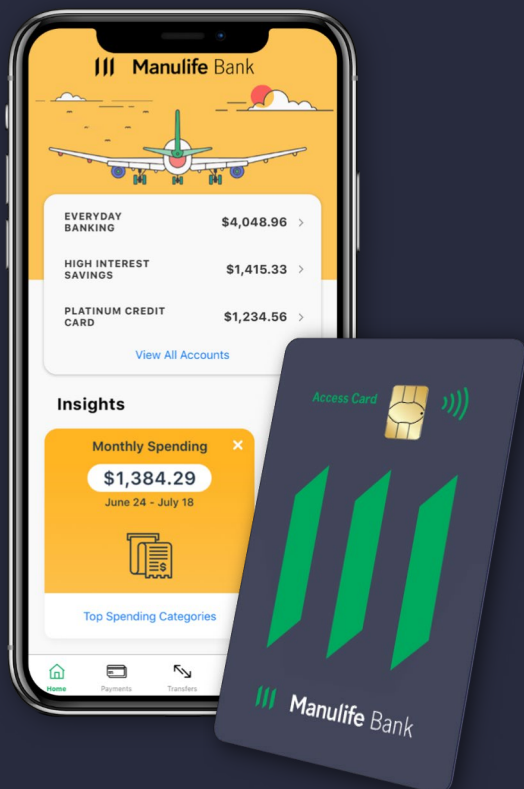 Manulife Bank
EVERYDAY
BANKING
$4,048.96
HIGH INTEREST
SAVINGS
$1,415.33
PLATINUM CREDIT
CARD
$1,234.56
View All Accounts
Insights
Monthly Spending
$1,384.29
June 24 - July 18
$
Top Spending Categories
Home
Payments
Transfers
Access Card
Manulife Bank